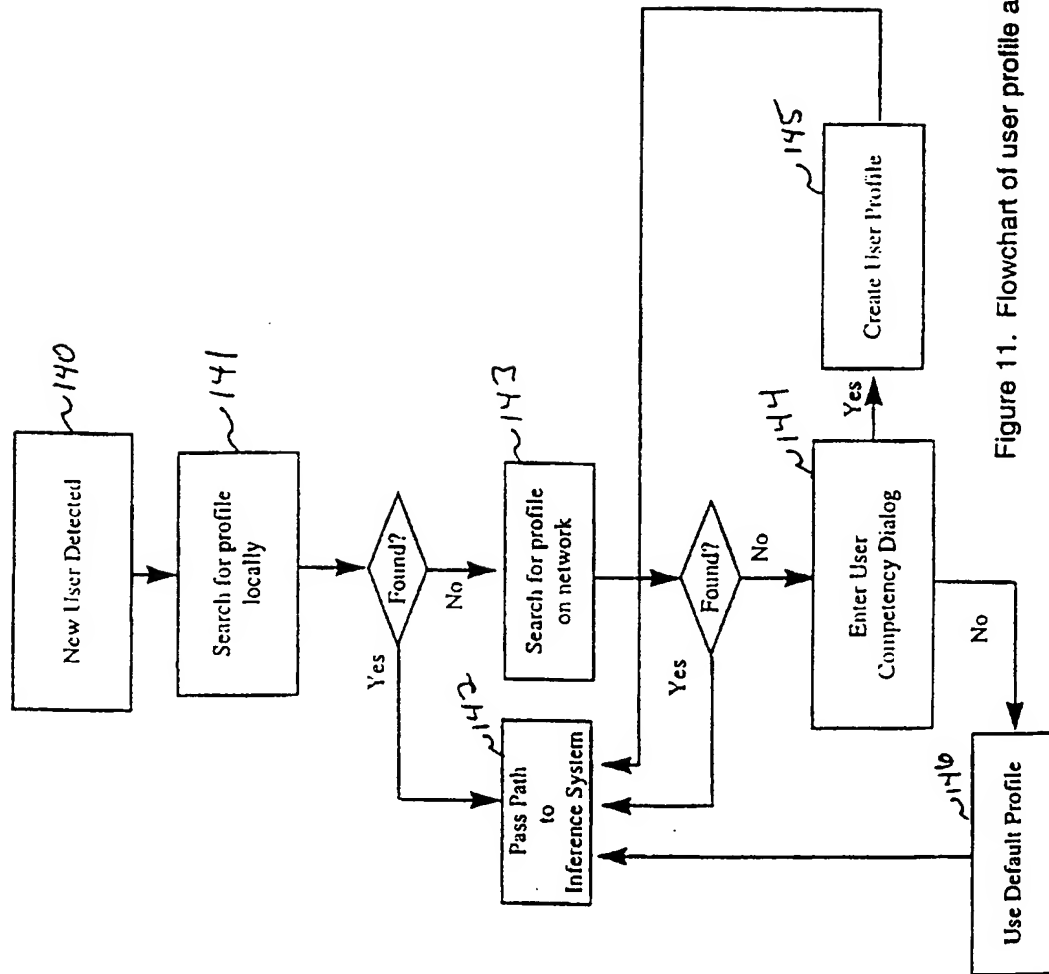 140
New User Detected
141
Search for profile
locally
Found?
Yes
No
142
Pass Path
to
Inference System
143
Search for profile
on network
Found?
Yes
No
144
Enter User
Competency Dialog
Yes
No
145
Create User Profile
146
Use Default Profile
Figure 11. Flowchart of user profile a